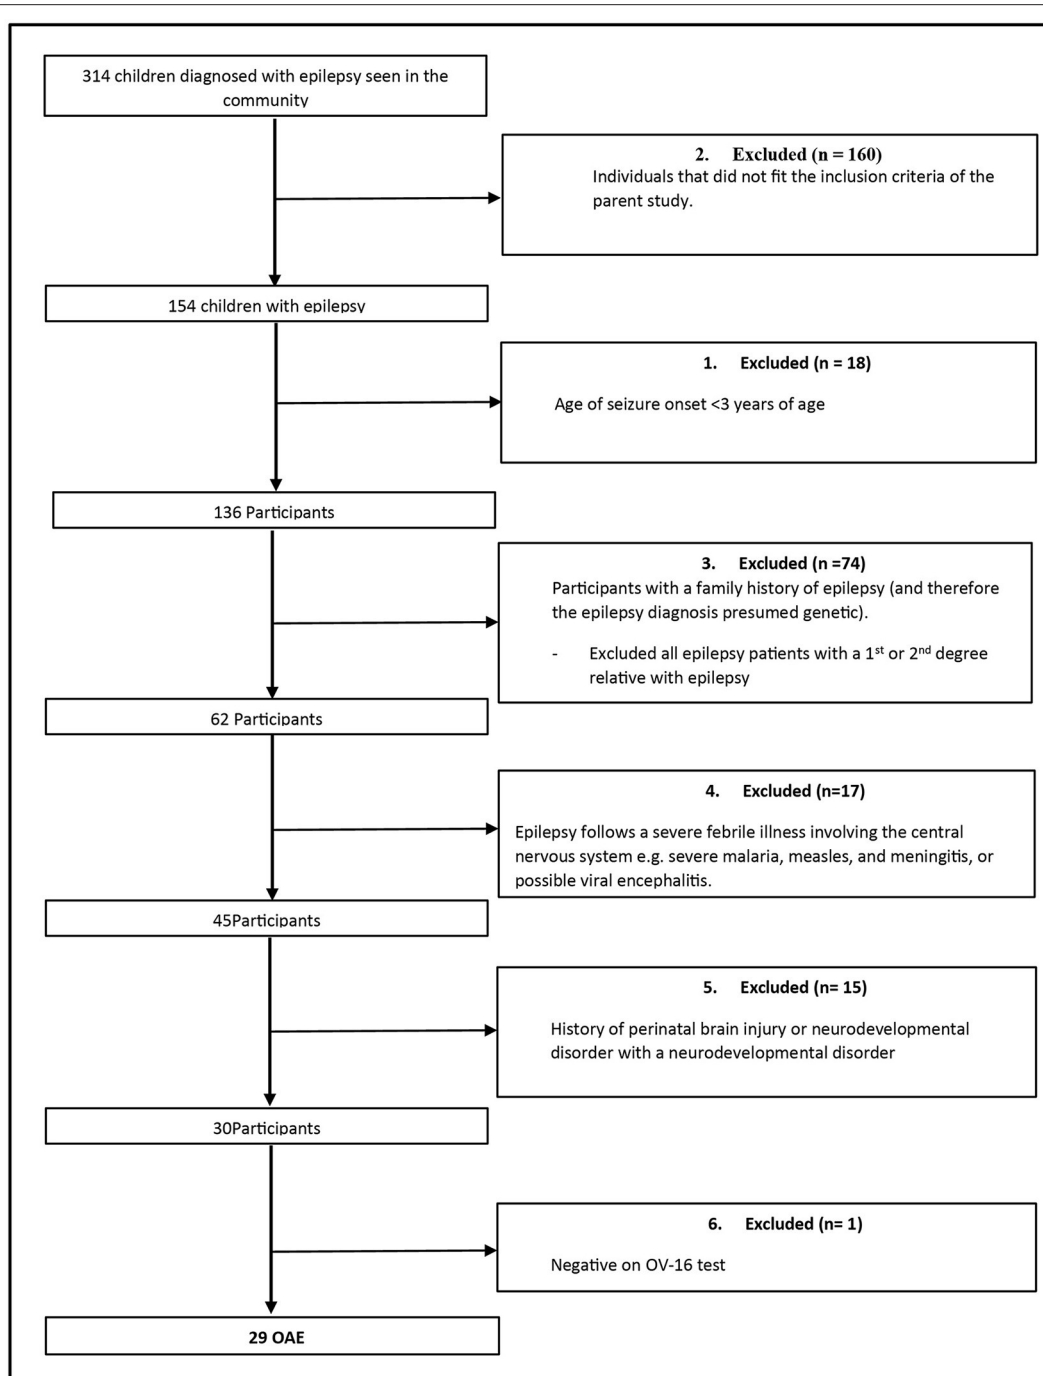 314 children diagnosed with epilepsy seen in the
community
2. Excluded (n = 160)
Individuals that did not fit the inclusion criteria of the
parent study.
154 children with epilepsy
1. Excluded (n = 18)
Age of seizure onset <3 years of age
136 Participants
3. Excluded (n =74)
Participants with a family history of epilepsy (and therefore
the epilepsy diagnosis presumed genetic).
- Excluded all epilepsy patients with a 1st or 2nd degree
relative with epilepsy
62 Participants
4. Excluded (n=17)
Epilepsy follows a severe febrile illness involving the central
nervous system e.g. severe malaria, measles, and meningitis, or
possible viral encephalitis.
45Participants
5. Excluded (n= 15)
History of perinatal brain injury or neurodevelopmental
disorder with a neurodevelopmental disorder
30Participants
6. Excluded (n= 1)
Negative on OV-16 test
29 OAE